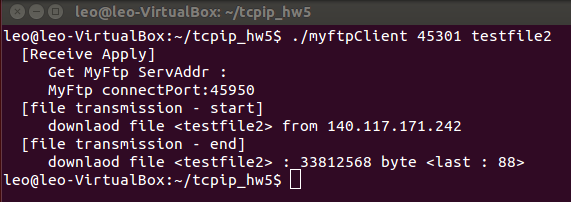 leo@leo-VirtualBox: ~/tcpip_hw5
leo@leo-VirtualBox:~/tcpip_hw5$ ./myftpClient 45301 testfile2
[Receive Apply]
Get MyFtp ServAddr :
MyFtp connectPort:45950
[file transmission - start]
downlaod file <testfile2> from 140.117.171.242
[file transmission - end]
downlaod file <testfile2> : 33812568 byte <last : 88>
leo@leo-VirtualBox:~/tcpip_hw5$